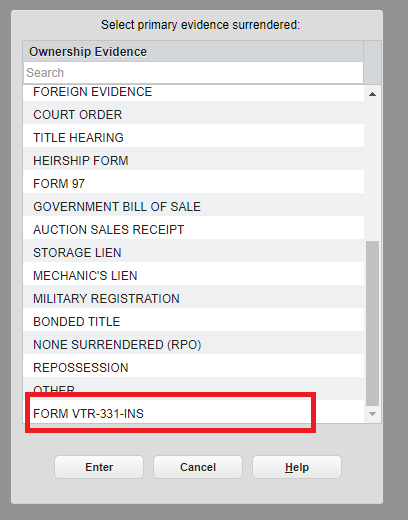 Select primary evidence surrendered:
Ownership Evidence
Search
FOREIGN EVIDENCE
COURT ORDER
TITLE HEARING
HEIRSHIP FORM
FORM 97
GOVERNMENT BILL OF SALE
AUCTION SALES RECEIPT
STORAGE LIEN
MECHANIC'S LIEN
MILITARY REGISTRATION
BONDED TITLE
NONE SURRENDERED (RPO)
REPOSSESSION
OTHER
FORM VTR-331-INS
Enter Cancel Help